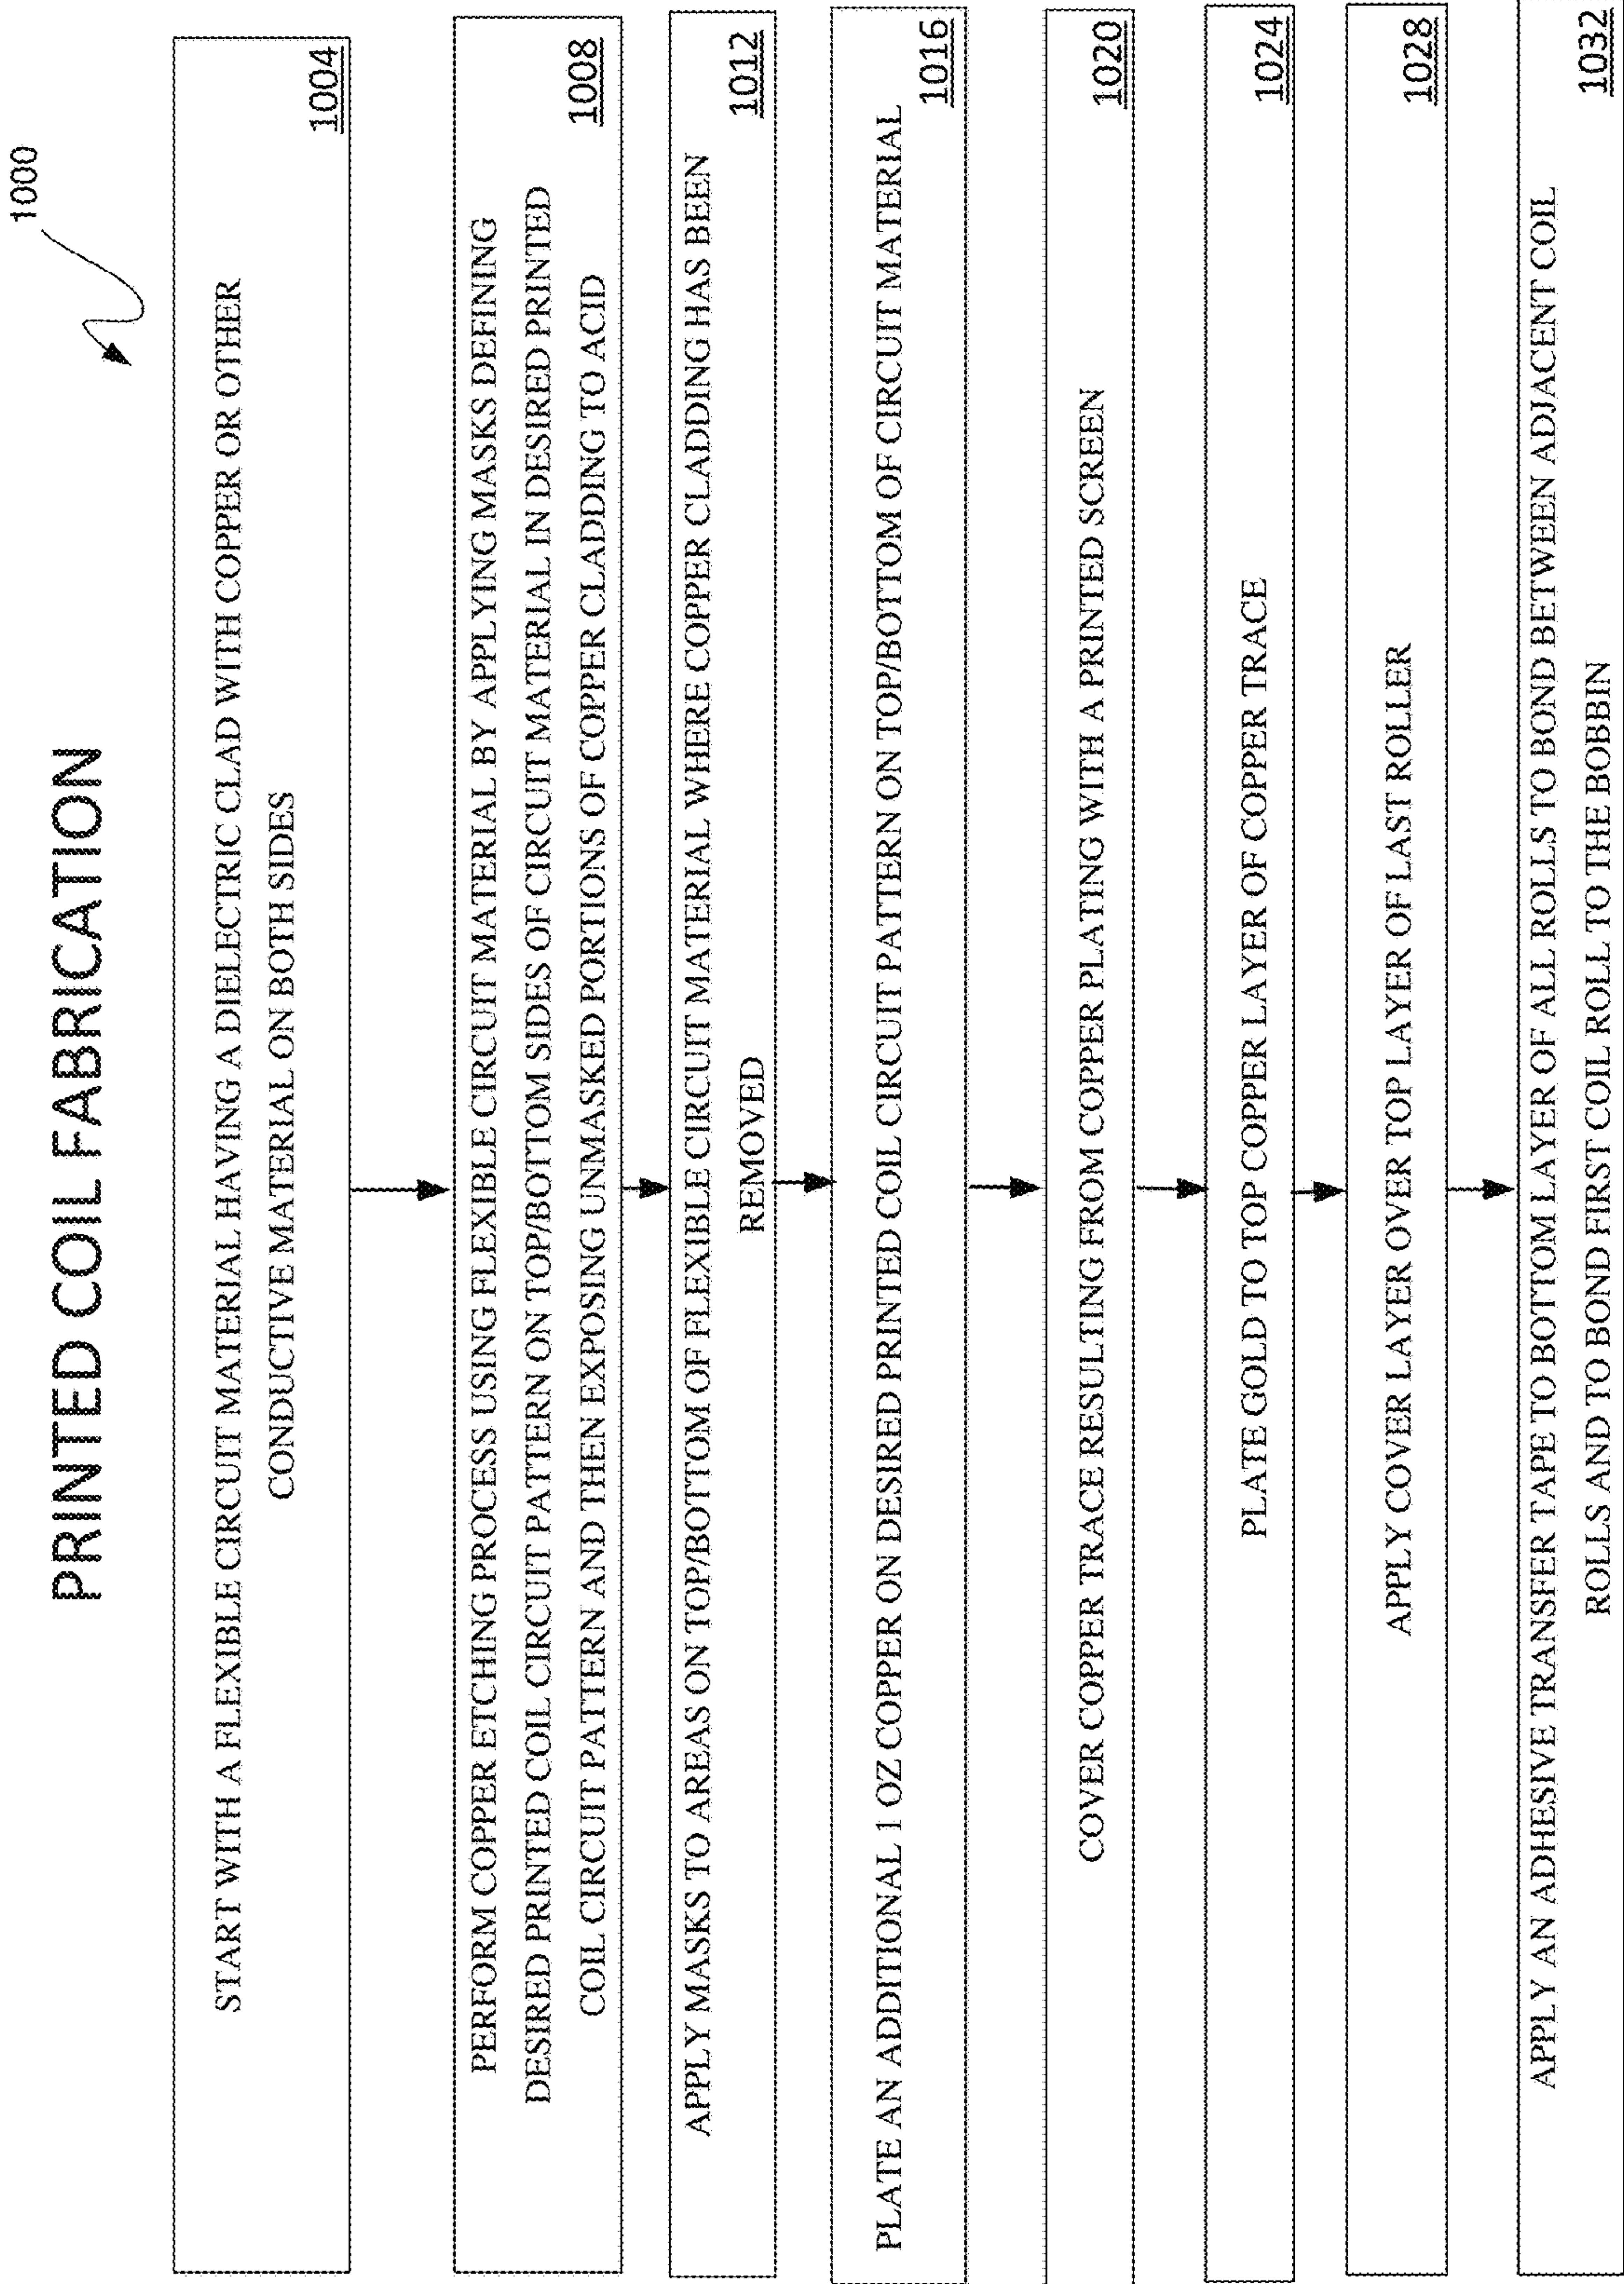 PRINTED COIL FABRICATION
1000
START WITH A FLEXIBLE CIRCUIT MATERIAL HAVING A DIELECTRIC CLAD WITH COPPER OR OTHER
CONDUCTIVE MATERIAL ON BOTH SIDES
1004
PERFORM COPPER ETCHING PROCESS USING FLEXIBLE CIRCUIT MATERIAL BY APPLYING MASKS DEFINING
DESIRED PRINTED COIL CIRCUIT PATTERN ON TOP/BOTTOM SIDES OF CIRCUIT MATERIAL IN DESIRED PRINTED
COIL CIRCUIT PATTERN AND THEN EXPOSING UNMASKED PORTIONS OF COPPER CLADDING TO ACID
1008
APPLY MASKS TO AREAS ON TOP/BOTTOM OF FLEXIBLE CIRCUIT MATERIAL WHERE COPPER CLADDING HAS BEEN
REMOVED
1012
PLATE AN ADDITIONAL 1 OZ COPPER ON DESIRED PRINTED COIL CIRCUIT PATTERN ON TOP/BOTTOM OF CIRCUIT MATERIAL
1016
COVER COPPER TRACE RESULTING FROM COPPER PLATING WITH A PRINTED SCREEN
1020
PLATE GOLD TO TOP COPPER LAYER OF COPPER TRACE
1024
APPLY COVER LAYER OVER TOP LAYER OF LAST ROLLER
1028
APPLY AN ADHESIVE TRANSFER TAPE TO BOTTOM LAYER OF ALL ROLLS TO BOND BETWEEN ADJACENT COIL
ROLLS AND TO BOND FIRST COIL ROLL TO THE BOBBIN
1032